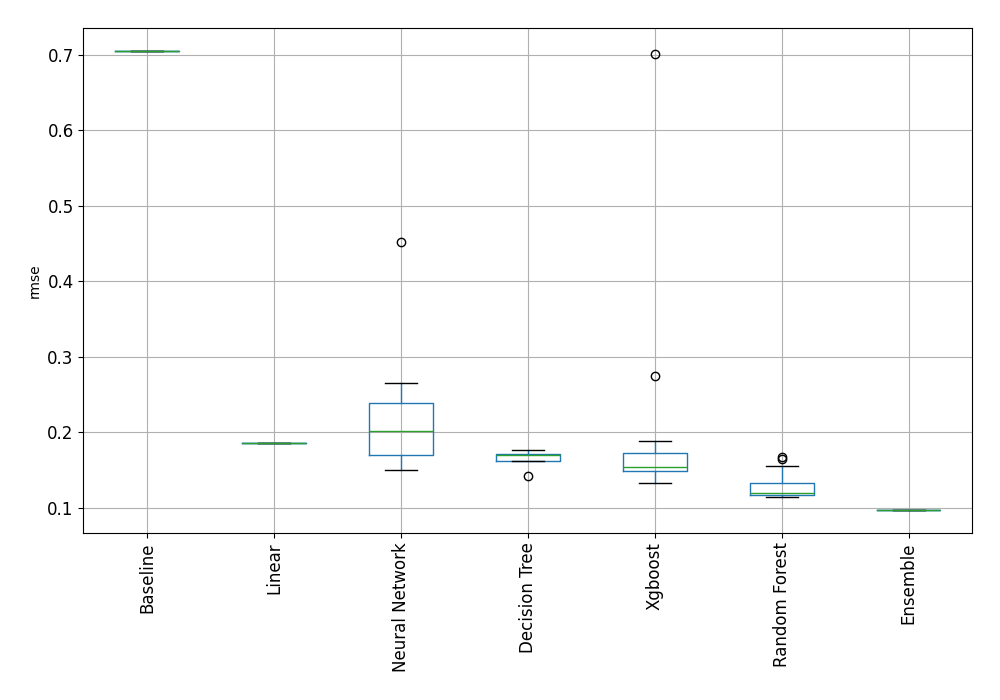 0.7
0.6
0.5
0.4
0.3
0.2
0.1
rmse
Baseline
Linear
Neural Network
Decision Tree
Xgboost
Random Forest
Ensemble